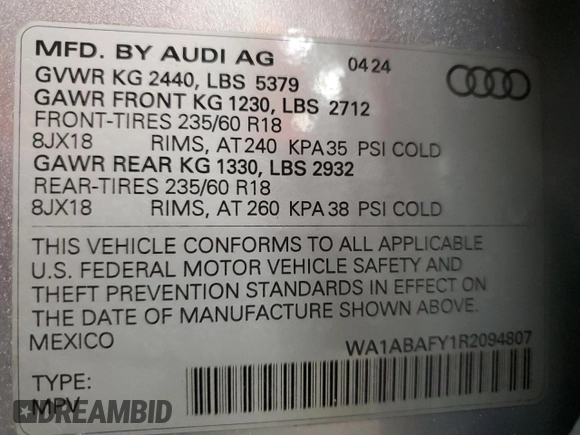 MFD. BY AUDI AG 04 24
GVWR KG 2440, LBS 5379
GAWR FRONT KG 1230, LBS 2712
FRONT-TIRES 235/60 R18
8JX18 RIMS, AT 240 KPA 35 PSI COLD
GAWR REAR KG 1330, LBS 2932
REAR-TIRES 235/60 R18
8JX18 RIMS, AT 260 KPA 38 PSI COLD
THIS VEHICLE CONFORMS TO ALL APPLICABLE
U.S. FEDERAL MOTOR VEHICLE SAFETY AND
THEFT PREVENTION STANDARDS IN EFFECT ON
THE DATE OF MANUFACTURE SHOWN ABOVE.
MEXICO WA1ABAFY1R2094807
TYPE:
MPV
DREAMBID